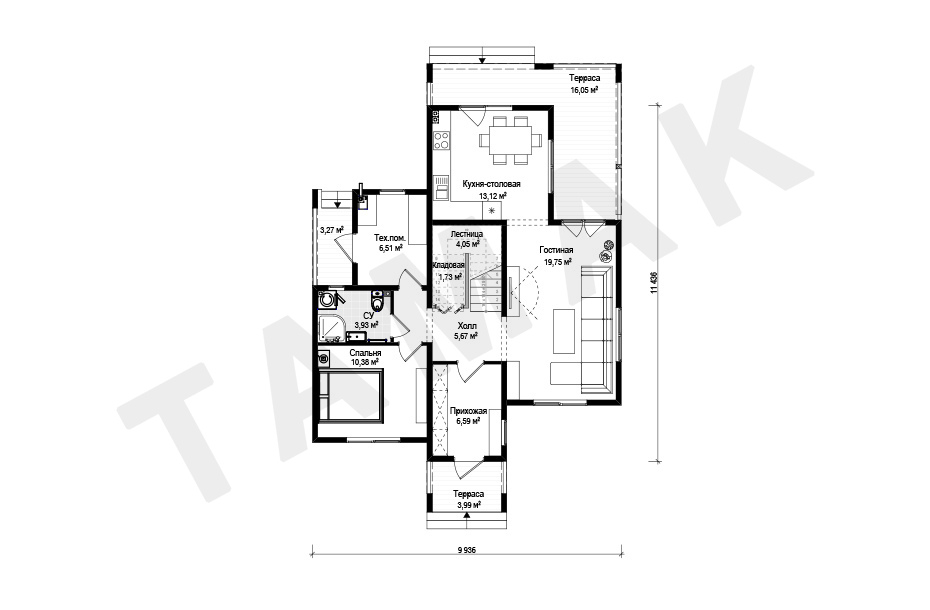 Терраса
16,05 м²
Кухня-столовая
13,12 м²
3,27 м²
Тех.пом.
6,51 м²
Лестница
4,05 м²
Кладовая
1,73 м²
Гостиная
19,75 м²
11 436
СУ
3,93 м²
Холл
5,67 м²
Спальня
10,38 м²
Прихожая
6,59 м²
Терраса
3,99 м²
9 936
TAMAK